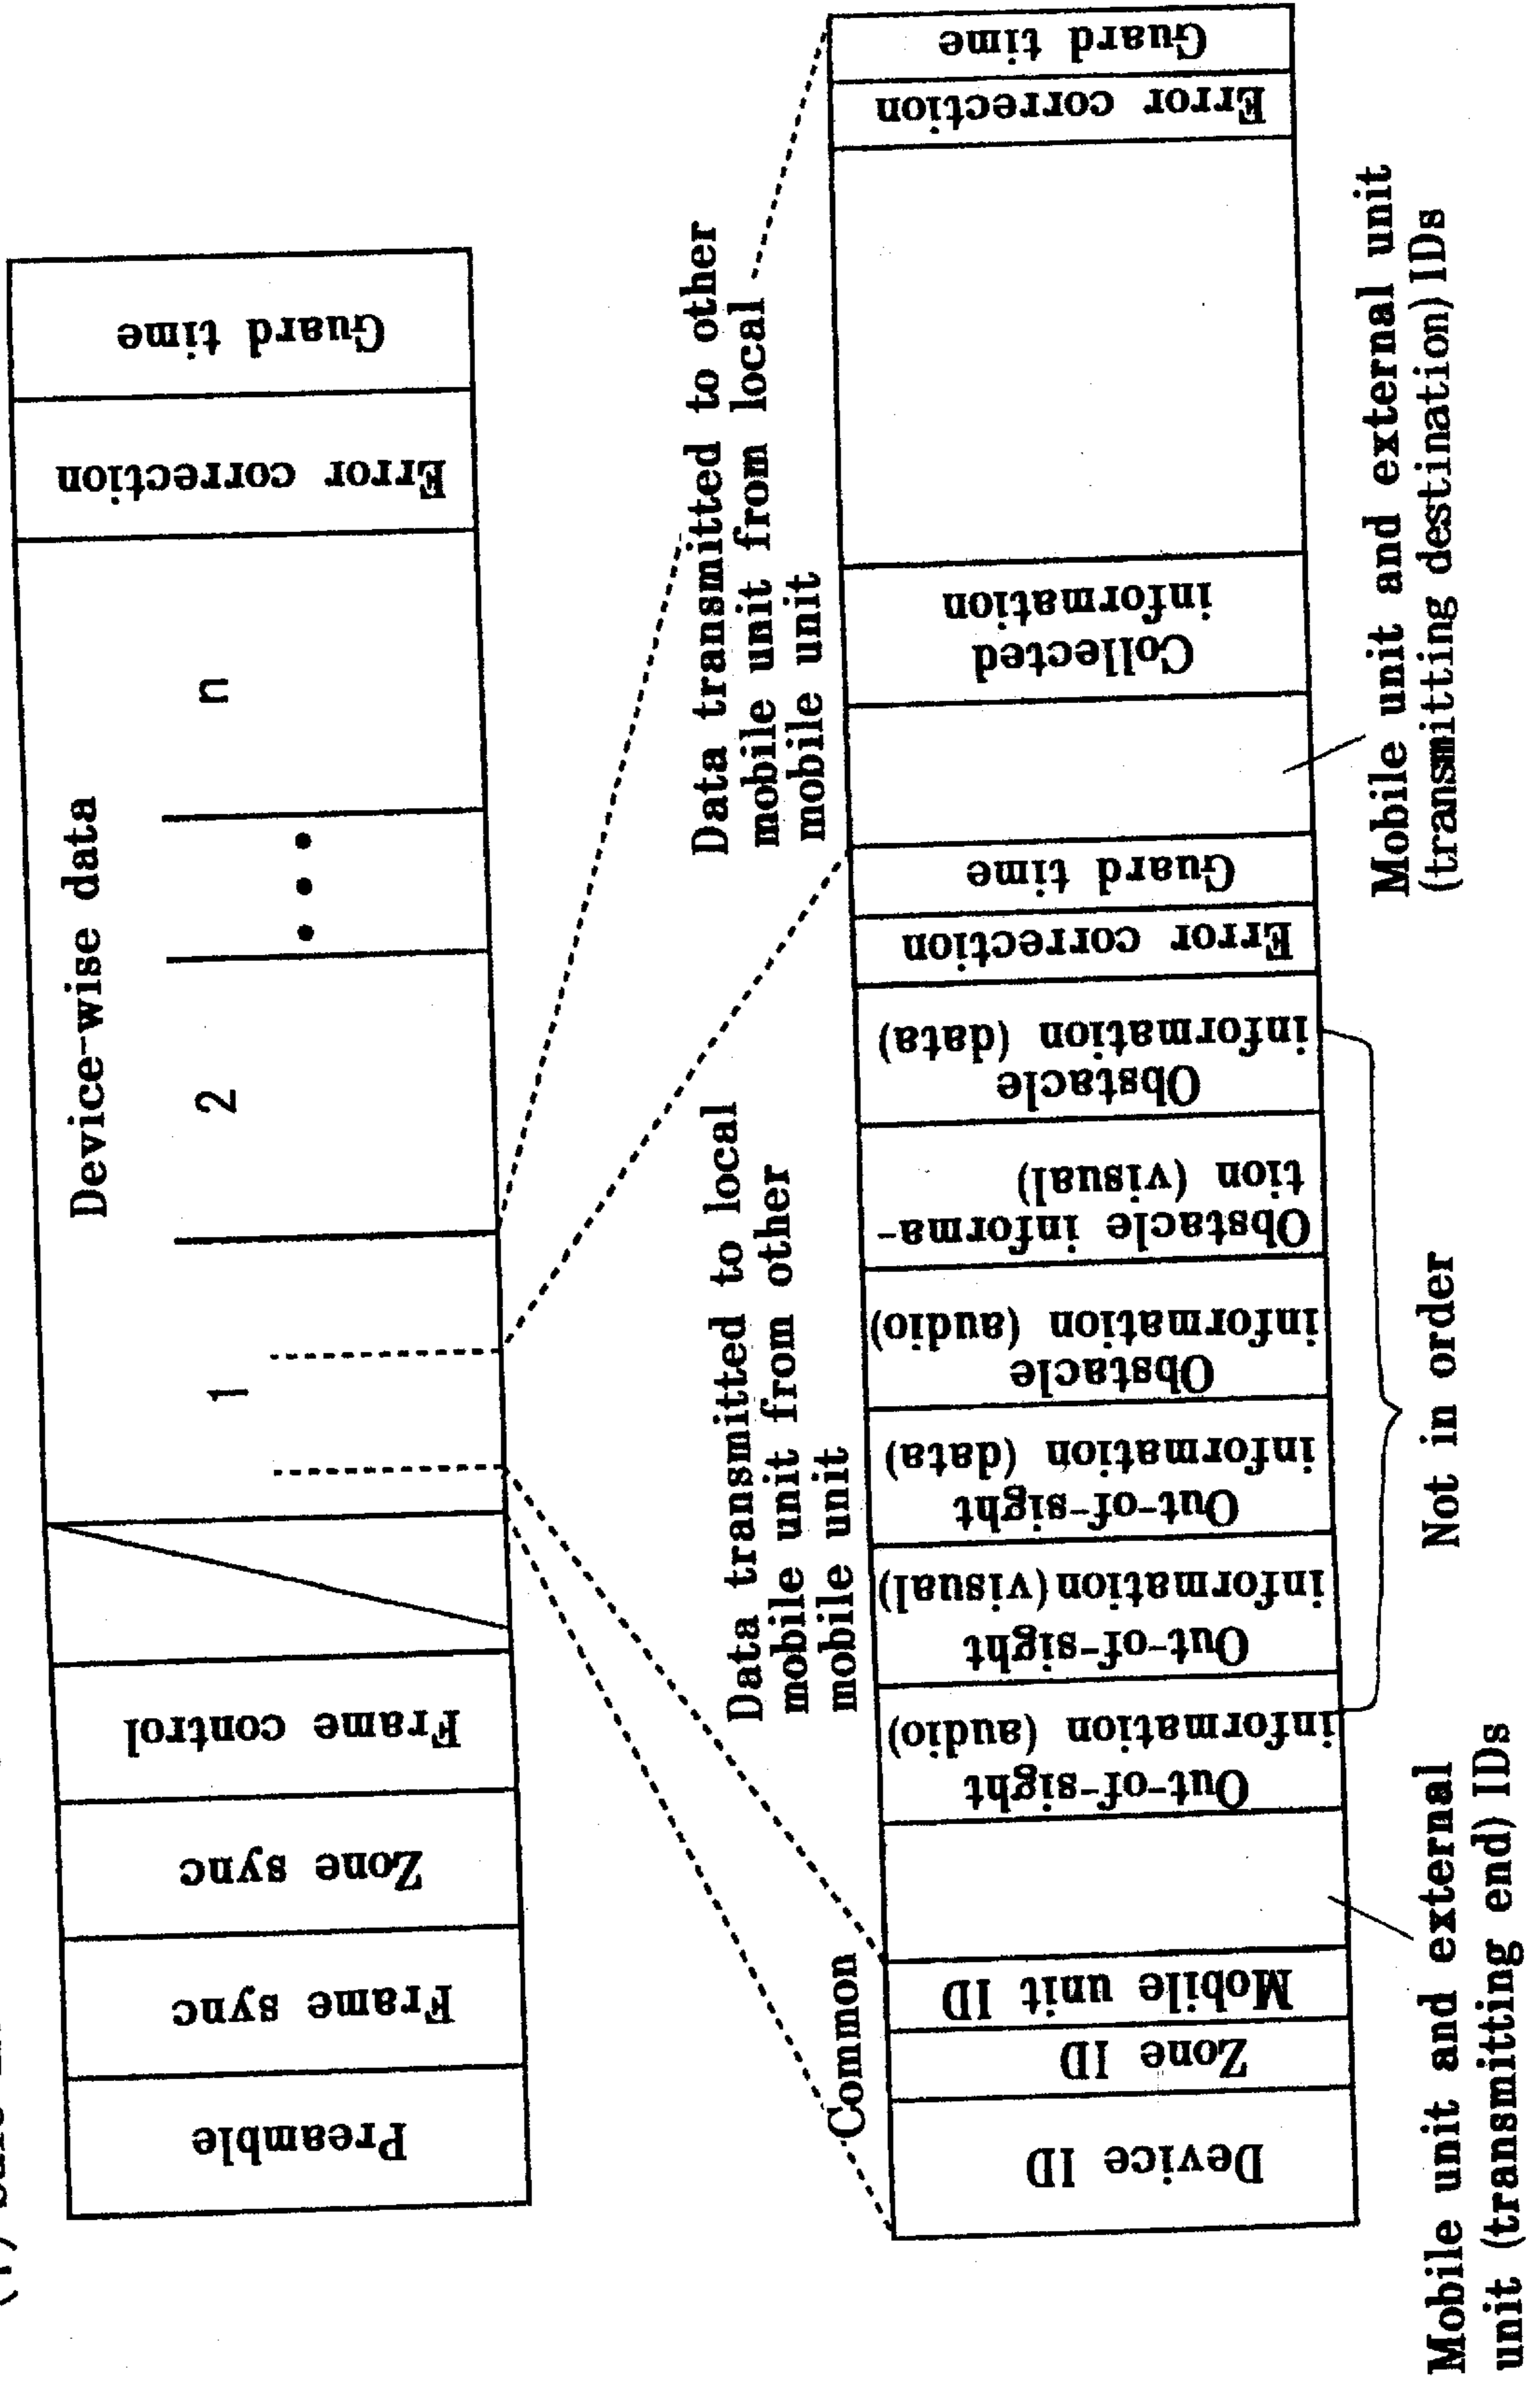 Preamble
Frame sync
Zone sync
Frame control
Device-wise data
1
2
n
Error correction
Guard time
Common
Data transmitted to local
mobile unit from other
mobile unit
Data transmitted to other
mobile unit from local
mobile unit
Device ID
Zone ID
Mobile unit ID
Out-of-sight
information (audio)
Out-of-sight
information (visual)
Out-of-sight
information (data)
Obstacle
information (audio)
Obstacle informa-
tion (visual)
Obstacle
information (data)
Error correction
Guard time
Collected
information
Error correction
Guard time
Mobile unit and external
unit (transmitting end) IDs
Not in order
Mobile unit and external unit
(transmitting destination) IDs